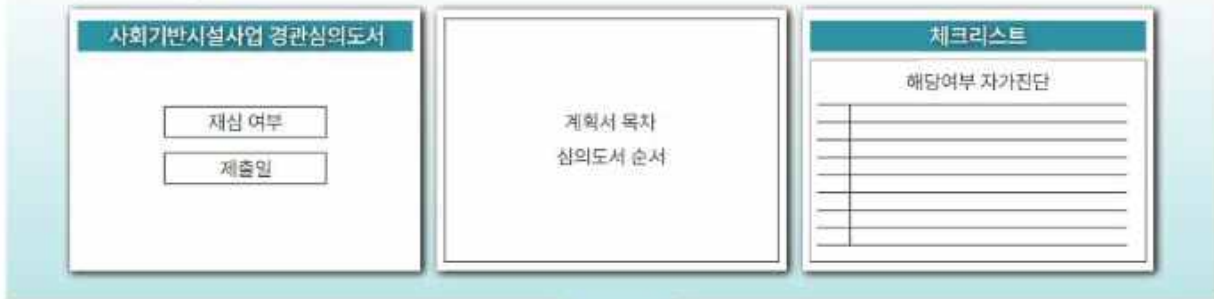 사회기반시설사업 경관심의도서
재심 여부
제출일
계획서 목차
심의도서 순서
체크리스트
해당여부 자가진단